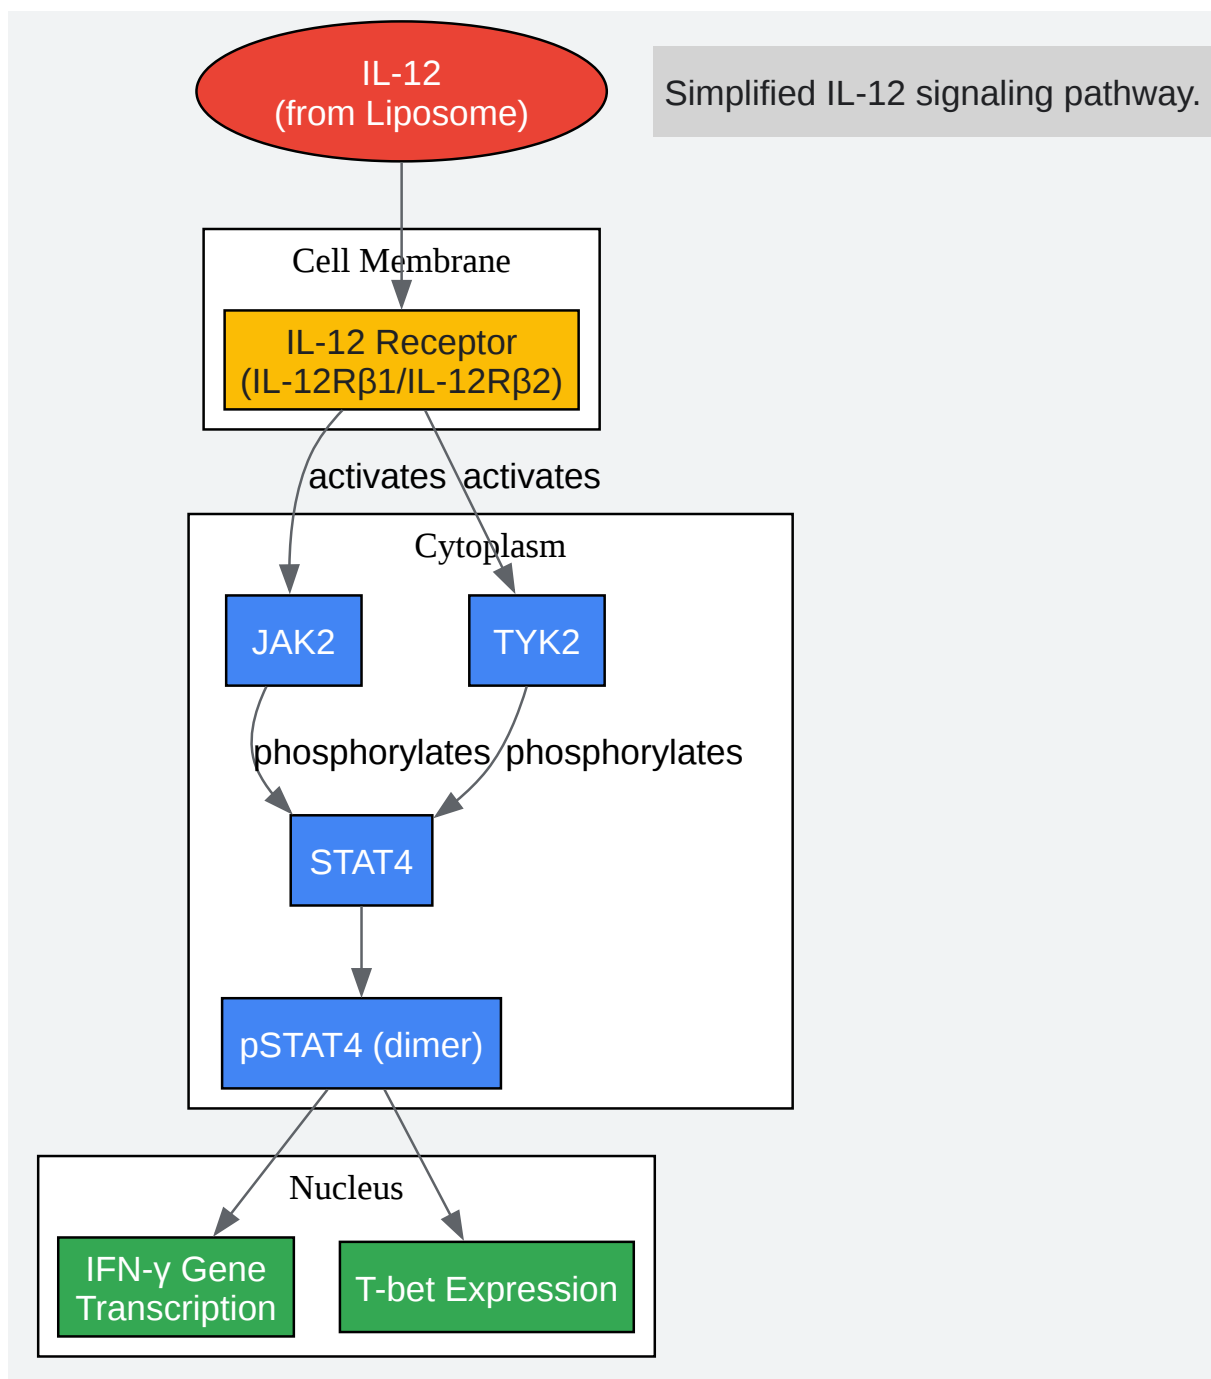 IL-12
(from Liposome)
Simplified IL-12 signaling pathway.
Cell Membrane
IL-12 Receptor
(IL-12Rβ1/IL-12Rβ2)
activates
activates
Cytoplasm
JAK2
TYK2
phosphorylates
phosphorylates
STAT4
pSTAT4 (dimer)
Nucleus
IFN-γ Gene
Transcription
T-bet Expression